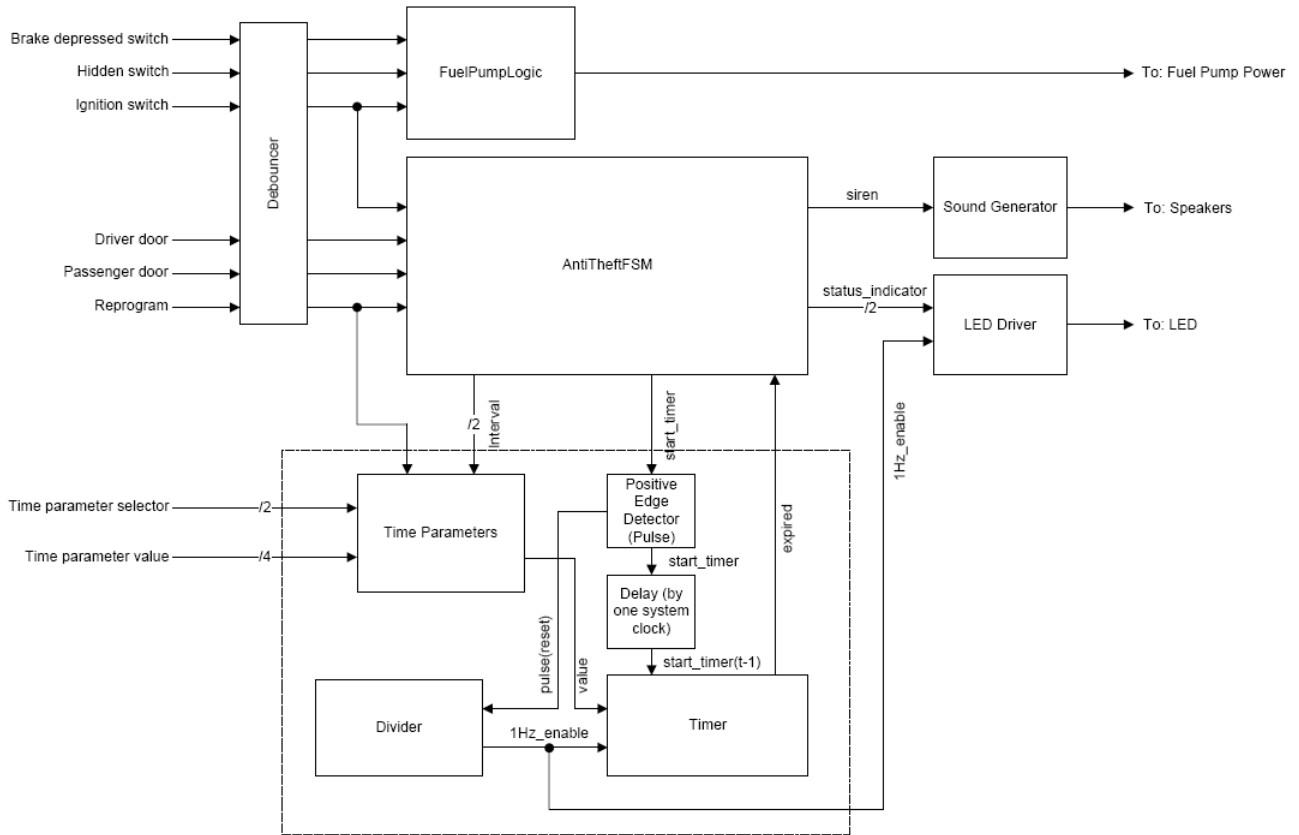 Brake depressed switch
Hidden switch
Ignition switch
Debouncer
FuelPumpLogic
To: Fuel Pump Power
Driver door
Passenger door
Reprogram
AntiTheftFSM
siren
Sound Generator
To: Speakers
status_indicator
/2
LED Driver
To: LED
/2
Interval
start_timer
expired
1Hz_enable
Time parameter selector
/2
Time parameter value
/4
Time Parameters
Positive
Edge
Detector
(Pulse)
start_timer
Delay (by
one system
clock)
start_timer(t-1)
pulse(reset)
value
Divider
1Hz_enable
Timer